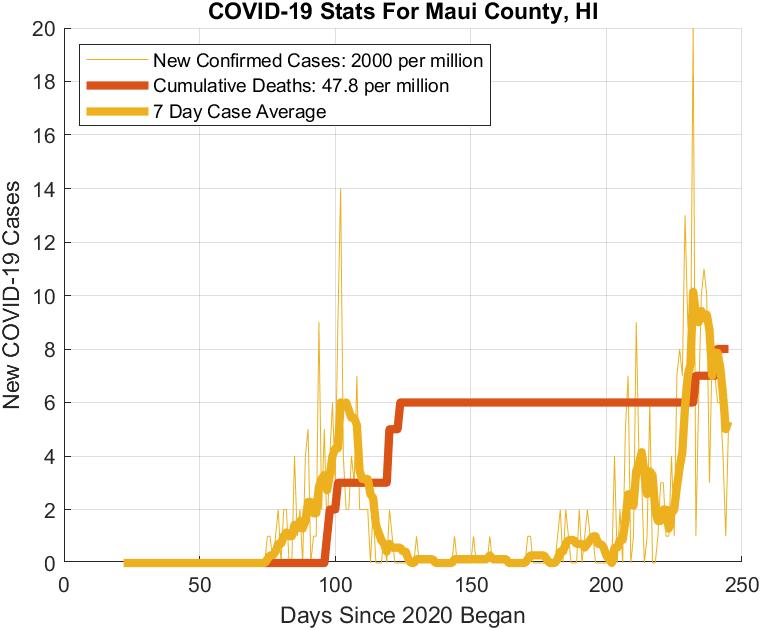 COVID-19 Stats For Maui County, HI
New Confirmed Cases: 2000 per million
Cumulative Deaths: 47.8 per million
7 Day Case Average
New COVID-19 Cases
20
18
16
14
12
10
8
6
4
2
0
0 50 100 150 200 250
Days Since 2020 Began